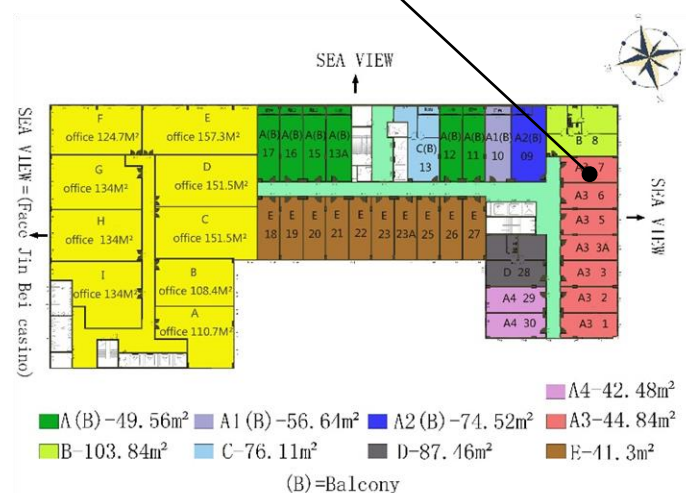 SEA VIEW
F
office 124.7M²
E
office 157.3M²
A(B)
17
A(B)
16
A(B)
15
A(B)
13A
C(B)
13
A(B)
12
A(B)
11
A1(B)
10
A2(B)
09
B 8
G
office 134M²
D
office 151.5M²
H
office 134M²
C
office 151.5M²
I
office 134M²
B
office 108.4M²
A
office 110.7M²
E
18
E
19
E
20
E
21
E
22
E
23
E
23A
E
25
E
26
E
27
D 28
A4 29
A4 30
7
A3 6
A3 5
A3 3A
A3 3
A3 2
A3 1
SEA VIEW
SEA VIEW=(Face Jin Bei casino)
A4-42.48m²
A(B)-49.56m² A1(B)-56.64m² A2(B)-74.52m² A3-44.84m²
B-103.84m² C-76.11m² D-87.46m² E-41.3m²
(B)=Balcony